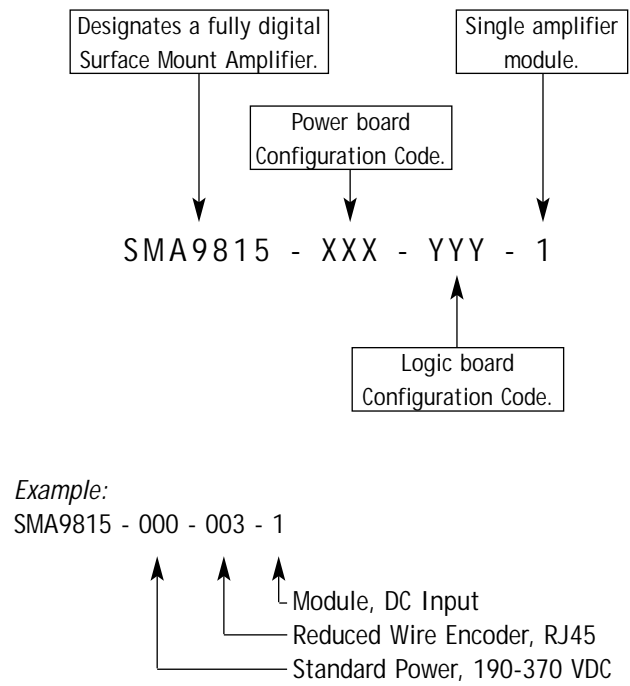 Designates a fully digital
Surface Mount Amplifier.
Single amplifier
module.
Power board
Configuration Code.
SMA9815 - XXX - YYY - 1
Logic board
Configuration Code.
Example:
SMA9815 - 000 - 003 - 1
Module, DC Input
Reduced Wire Encoder, RJ45
Standard Power, 190-370 VDC